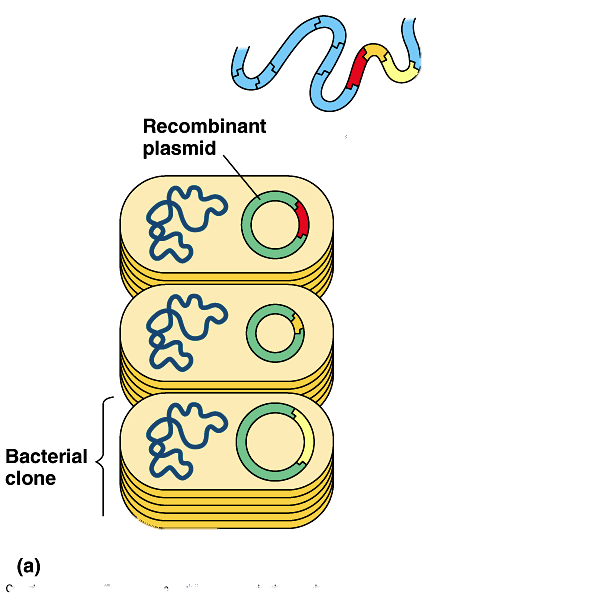 Recombinant
plasmid
Bacterial
clone
(a)